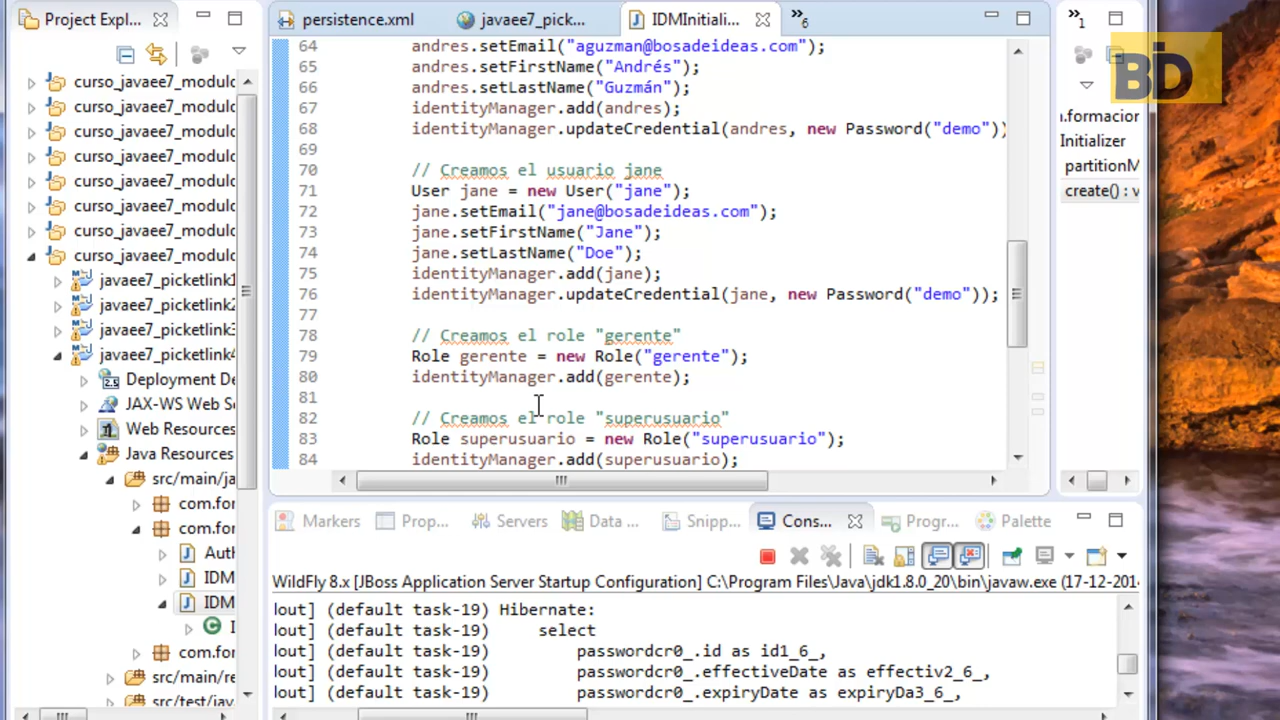 Project Expl...
persistence.xml
javaee7_pick...
IDMInitiali...
6
1
BD
curso_javaee7_modulo
curso_javaee7_modulo
curso_javaee7_modulo
curso_javaee7_modulo
curso_javaee7_modulo
curso_javaee7_modulo
curso_javaee7_modulo
curso_javaee7_modulo
javaee7_picketlink1
javaee7_picketlink2
javaee7_picketlink3
javaee7_picketlink4
Deployment De
JAX-WS Web S
Web Resources
Java Resources
src/main/ja
com.for
com.for
Auth
IDM
IDM
I
com.for
src/main/re
src/test/jav
64 andres.setEmail("aguzman@bosadeideas.com");
65 andres.setFirstName("Andrés");
66 andres.setLastName("Guzmán");
67 identityManager.add(andres);
68 identityManager.updateCredential(andres, new Password("demo"))
69
70 // Creamos el usuario jane
71 User jane = new User("jane");
72 jane.setEmail("jane@bosadeideas.com");
73 jane.setFirstName("Jane");
74 jane.setLastName("Doe");
75 identityManager.add(jane);
76 identityManager.updateCredential(jane, new Password("demo"));
77
78 // Creamos el role "gerente"
79 Role gerente = new Role("gerente");
80 identityManager.add(gerente);
81
82 // Creamos el role "superusuario"
83 Role superusuario = new Role("superusuario");
84 identityManager.add(superusuario);
.formacion
Initializer
partitionM
create() : v
Markers
Prop...
Servers
Data ...
Snipp...
Cons...
Progr...
Palette
WildFly 8.x [JBoss Application Server Startup Configuration] C:\Program Files\Java\jdk1.8.0_20\bin\javaw.exe (17-12-2014
lout] (default task-19) Hibernate:
lout] (default task-19) select
lout] (default task-19) passwordcr0_.id as id1_6_,
lout] (default task-19) passwordcr0_.effectiveDate as effectiv2_6_,
lout] (default task-19) passwordcr0_.expiryDate as expiryDa3_6_,